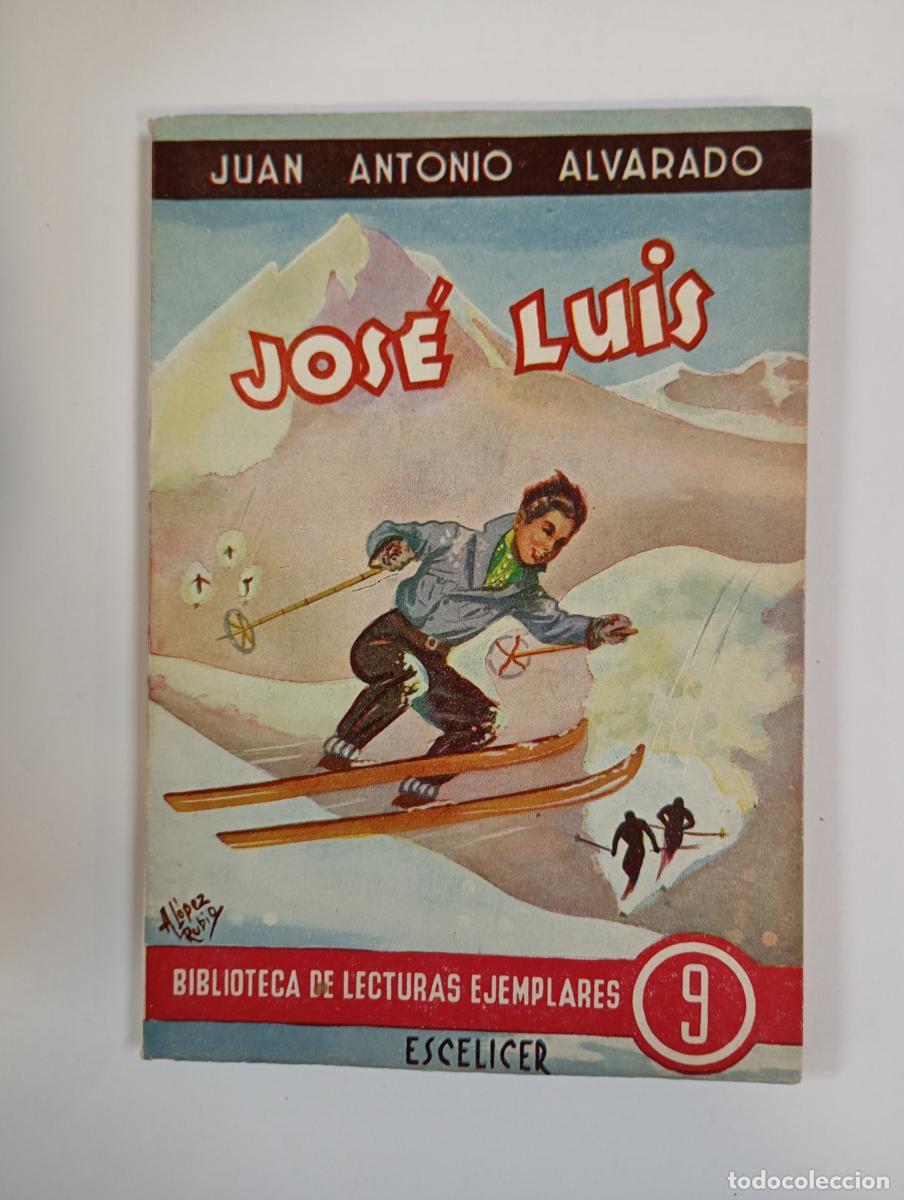 JUAN ANTONIO ALVARADO
JOSÉ LUIS
A López
Rubio
BIBLIOTECA DE LECTURAS EJEMPLARES
9
ESCELICER
todocoleccion